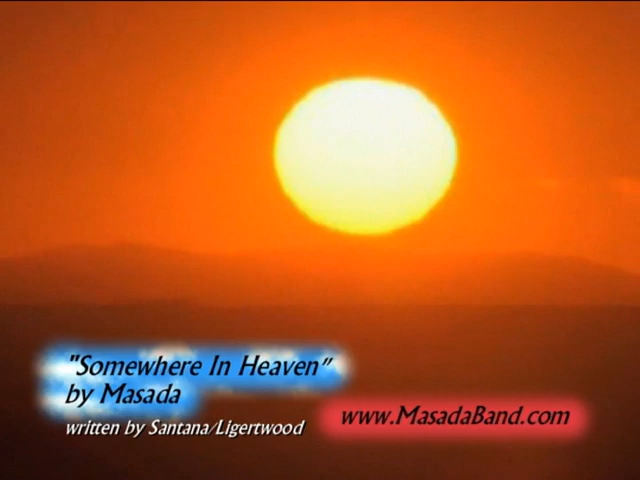 "Somewhere In Heaven"
by Masada
written by Santana/Ligertwood
www.MasadaBand.com